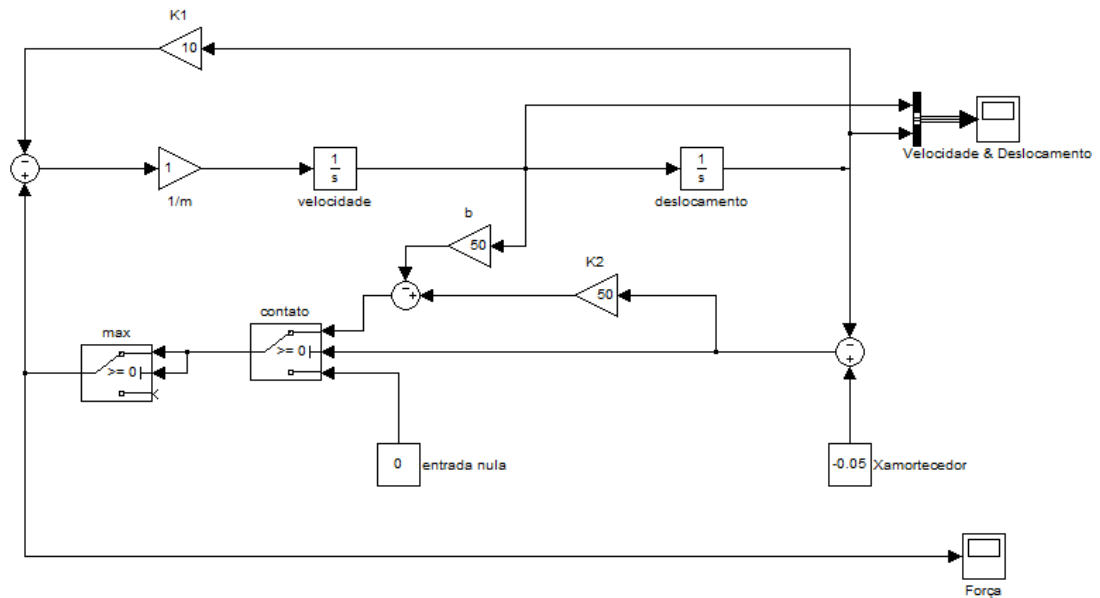 K1
10
Velocidade & Deslocamento
−
+
1
1/m
1
s
velocidade
1
s
deslocamento
b
50
K2
50
−
+
contato
>= 0
max
>= 0
−
+
0
entrada nula
-0.05
Xamortecedor
Força